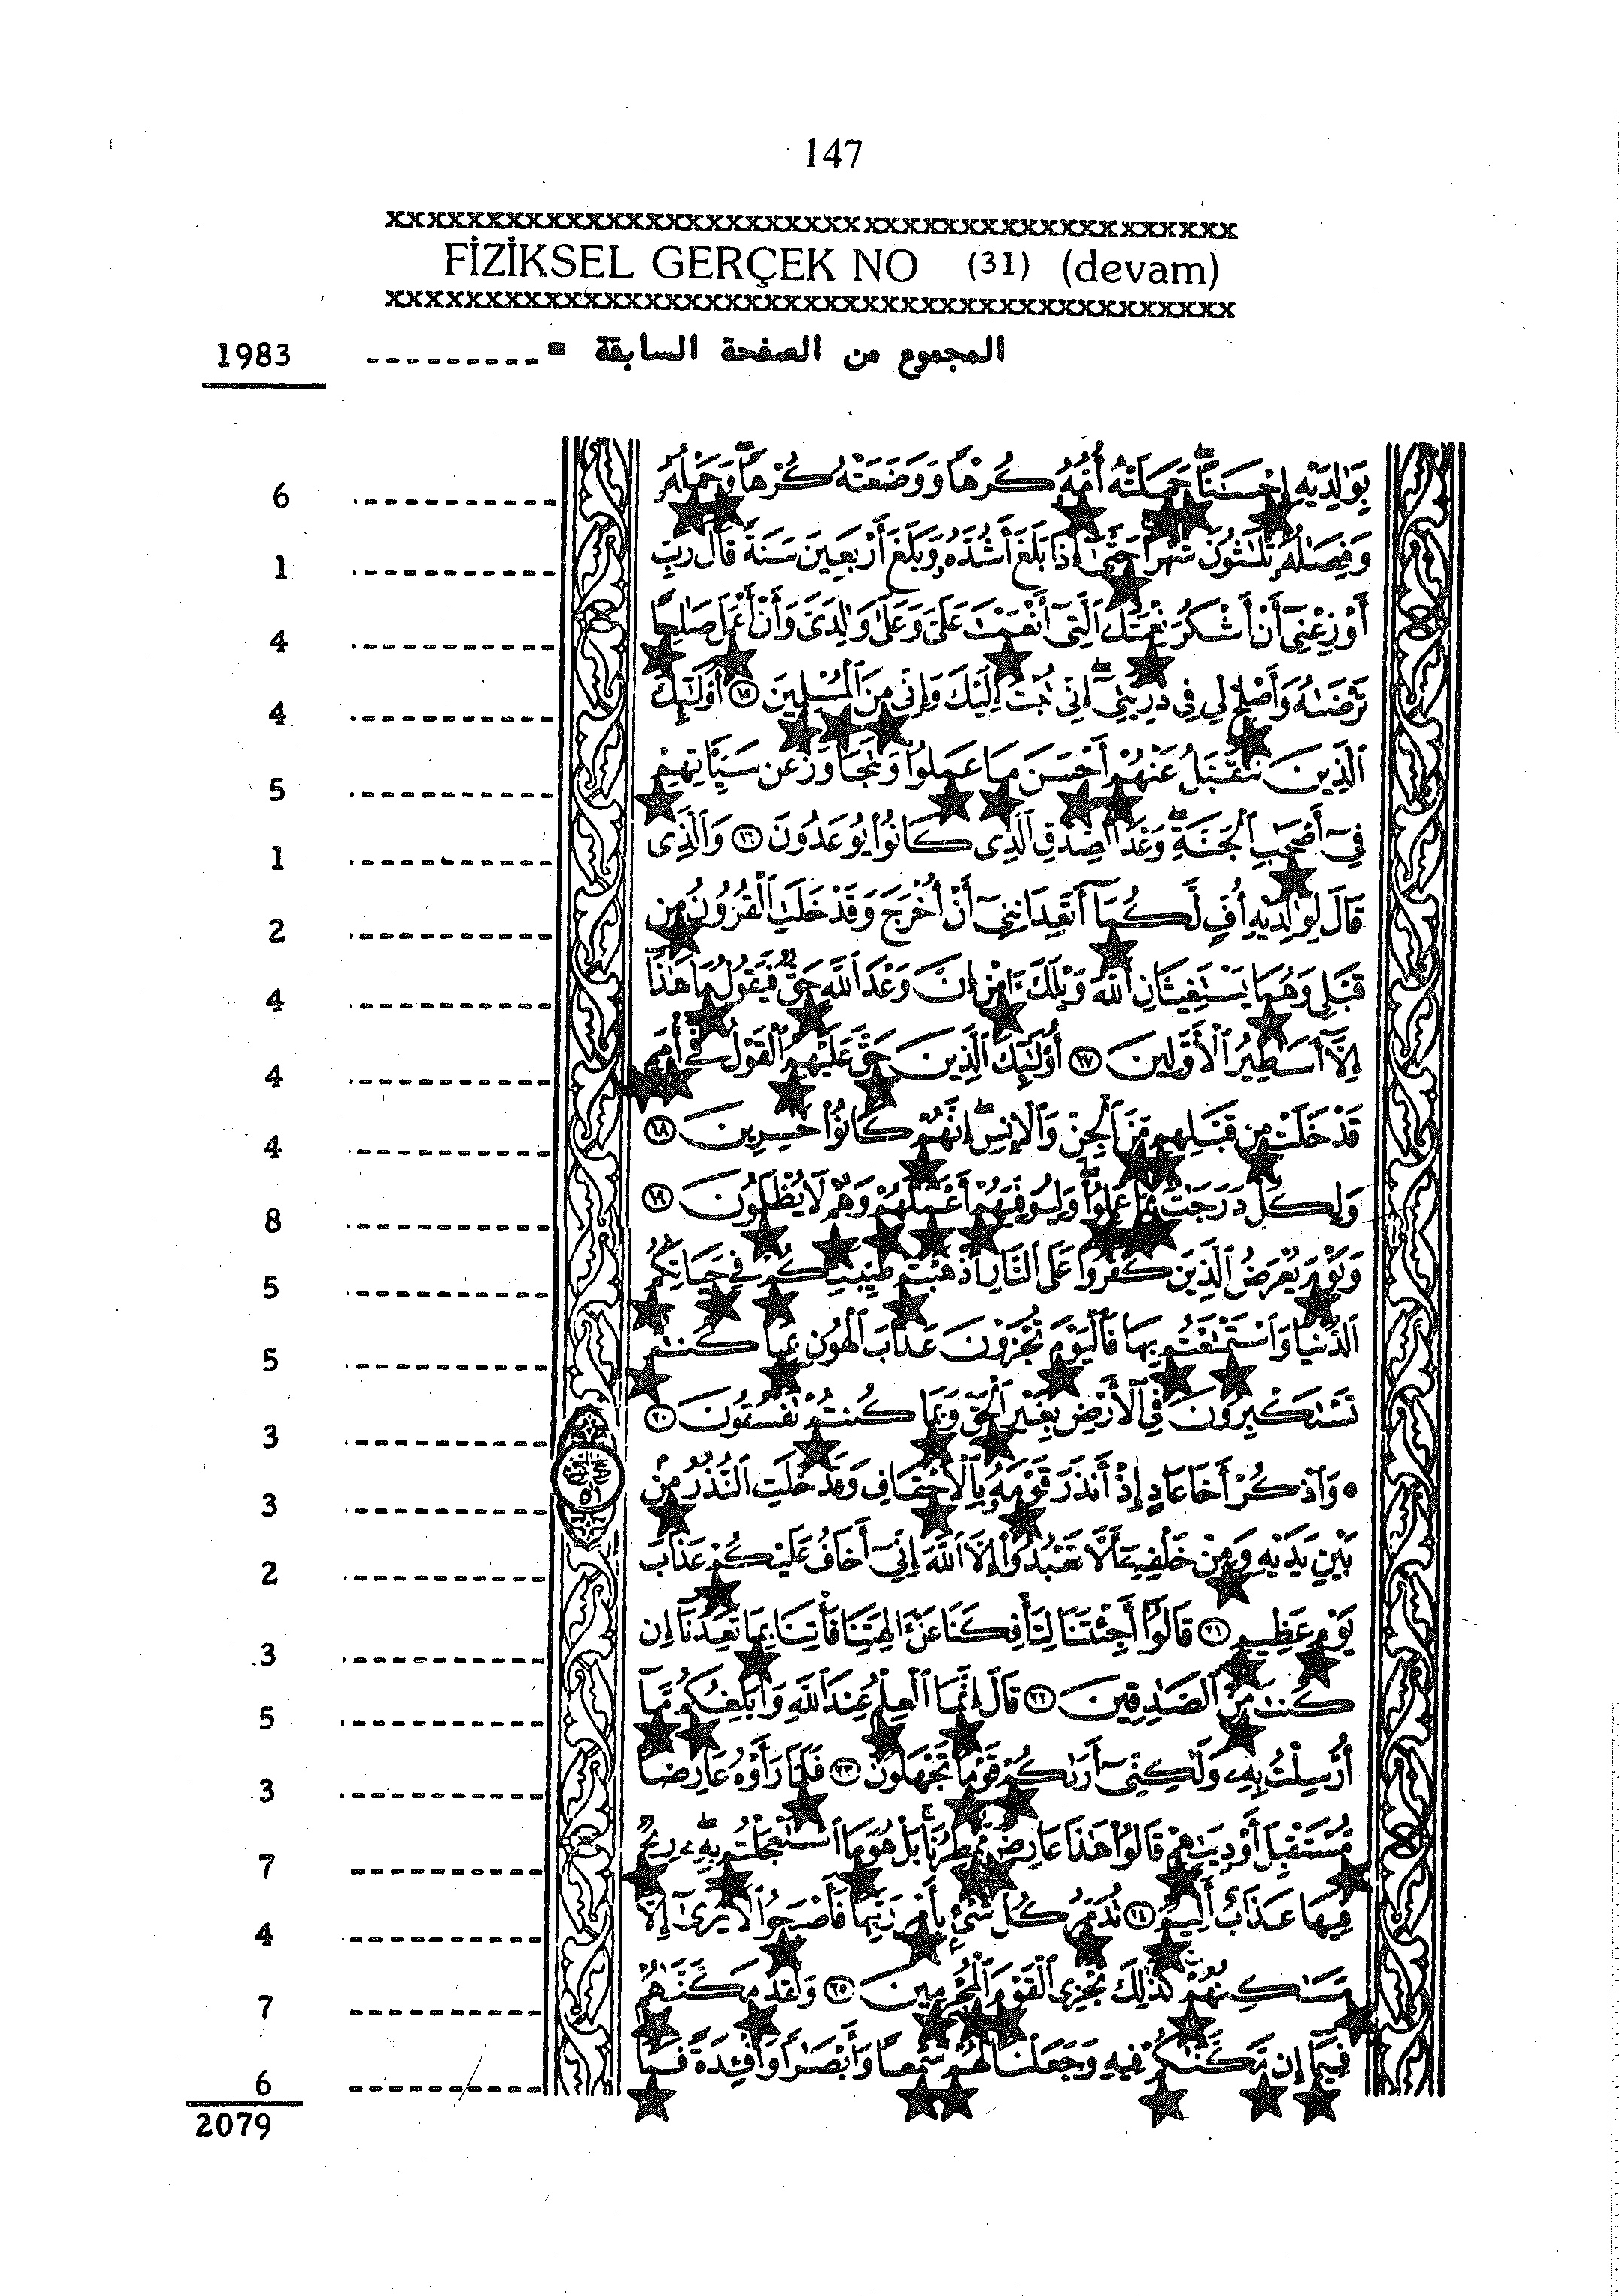 147
xxxxxxxxxxxxxxxxxxxxxxxxxxxxxxxxxxxxxxxxxx
FİZİKSEL GERÇEK NO (31) (devam)
xxxxxxxxxxxxxxxxxxxxxxxxxxxxxxxxxxxxxxxxxx
1983 --------- = المجموع من الصفحة السابقة
6 ----------- بِوَٰلِدَيْهِ إِحْسَٰنًا حَمَلَتْهُ أُمُّهُ كُرْهًا وَوَضَعَتْهُ كُرْهًا وَحَمْلُهُ
1 ----------- وَفِصَٰلُهُ ثَلَٰثُونَ شَهْرًا حَتَّىٰ إِذَا بَلَغَ أَشُدَّهُ وَبَلَغَ أَرْبَعِينَ سَنَةً قَالَ رَبِّ
4 ----------- أَوْزِعْنِي أَنْ أَشْكُرَ نِعْمَتَكَ ٱلَّتِي أَنْعَمْتَ عَلَيَّ وَعَلَىٰ وَٰلِدَيَّ وَأَنْ أَعْمَلَ صَٰلِحًا
4 ----------- تَرْضَىٰهُ وَأَصْلِحْ لِي فِي ذُرِّيَّتِي إِنِّي تُبْتُ إِلَيْكَ وَإِنِّي مِنَ ٱلْمُسْلِمِينَ ١٥ أُو۟لَٰٓئِكَ
5 ----------- ٱلَّذِينَ نَتَقَبَّلُ عَنْهُمْ أَحْسَنَ مَا عَمِلُوا۟ وَنَتَجَاوَزُ عَن سَيِّـَٔاتِهِمْ
1 ----------- فِيٓ أَصْحَٰبِ ٱلْجَنَّةِ وَعْدَ ٱلصِّدْقِ ٱلَّذِي كَانُوا۟ يُوعَدُونَ ١٦ وَٱلَّذِي
2 ----------- قَالَ لِوَٰلِدَيْهِ أُفٍّ لَّكُمَآ أَتَعِدَانِنِيٓ أَنْ أُخْرَجَ وَقَدْ خَلَتِ ٱلْقُرُونُ مِن
4 ----------- قَبْلِي وَهُمَا يَسْتَغِيثَانِ ٱللَّهَ وَيْلَكَ ءَامِنْ إِنَّ وَعْدَ ٱللَّهِ حَقٌّ فَيَقُولُ مَا هَٰذَآ
4 ----------- إِلَّآ أَسَٰطِيرُ ٱلْأَوَّلِينَ ١٧ أُو۟لَٰٓئِكَ ٱلَّذِينَ حَقَّ عَلَيْهِمُ ٱلْقَوْلُ فِيٓ أُمَمٍ
4 ----------- قَدْ خَلَتْ مِن قَبْلِهِم مِّنَ ٱلْجِنِّ وَٱلْإِنسِ إِنَّهُمْ كَانُوا۟ خَٰسِرِينَ ١٨
8 ----------- وَلِكُلٍّ دَرَجَٰتٌ مِّمَّا عَمِلُوا۟ وَلِيُوَفِّيَهُمْ أَعْمَٰلَهُمْ وَهُمْ لَا يُظْلَمُونَ ١٩
5 ----------- وَيَوْمَ يُعْرَضُ ٱلَّذِينَ كَفَرُوا۟ عَلَى ٱلنَّارِ أَذْهَبْتُمْ طَيِّبَٰتِكُمْ فِي حَيَاتِكُمُ
5 ----------- ٱلدُّنْيَا وَٱسْتَمْتَعْتُم بِهَا فَٱلْيَوْمَ تُجْزَوْنَ عَذَابَ ٱلْهُونِ بِمَا كُنتُمْ
3 ----------- تَسْتَكْبِرُونَ فِي ٱلْأَرْضِ بِغَيْرِ ٱلْحَقِّ وَبِمَا كُنتُمْ تَفْسُقُونَ ٢٠
3 ----------- وَٱذْكُرْ أَخَا عَادٍ إِذْ أَنذَرَ قَوْمَهُ بِٱلْأَحْقَافِ وَقَدْ خَلَتِ ٱلنُّذُرُ مِنْ
2 ----------- بَيْنِ يَدَيْهِ وَمِنْ خَلْفِهِ أَلَّا تَعْبُدُوٓا۟ إِلَّا ٱللَّهَ إِنِّيٓ أَخَافُ عَلَيْكُمْ عَذَابَ
3 ----------- يَوْمٍ عَظِيمٍ ٢١ قَالُوٓا۟ أَجِئْتَنَا لِتَأْفِكَنَا عَنْ ءَالِهَتِنَا فَأْتِنَا بِمَا تَعِدُنَآ إِن
5 ----------- كُنتَ مِنَ ٱلصَّٰدِقِينَ ٢٢ قَالَ إِنَّمَا ٱلْعِلْمُ عِندَ ٱللَّهِ وَأُبَلِّغُكُم مَّآ
3 ----------- أُرْسِلْتُ بِهِ وَلَٰكِنِّيٓ أَرَىٰكُمْ قَوْمًا تَجْهَلُونَ ٢٣ فَلَمَّا رَأَوْهُ عَارِضًا
7 ----------- مُّسْتَقْبِلَ أَوْدِيَتِهِمْ قَالُوا۟ هَٰذَا عَارِضٌ مُّمْطِرُنَا بَلْ هُوَ مَا ٱسْتَعْجَلْتُم بِهِ رِيحٌ
4 ----------- فِيهَا عَذَابٌ أَلِيمٌ ٢٤ تُدَمِّرُ كُلَّ شَيْءٍ بِأَمْرِ رَبِّهَا فَأَصْبَحُوا۟ لَا يُرَىٰٓ إِلَّا
7 ----------- مَسَٰكِنُهُمْ كَذَٰلِكَ نَجْزِي ٱلْقَوْمَ ٱلْمُجْرِمِينَ ٢٥ وَلَقَدْ مَكَّنَّٰهُمْ
6 ----------- فِيمَآ إِن مَّكَّنَّٰكُمْ فِيهِ وَجَعَلْنَا لَهُمْ سَمْعًا وَأَبْصَٰرًا وَأَفْـِٔدَةً فَمَآ
2079